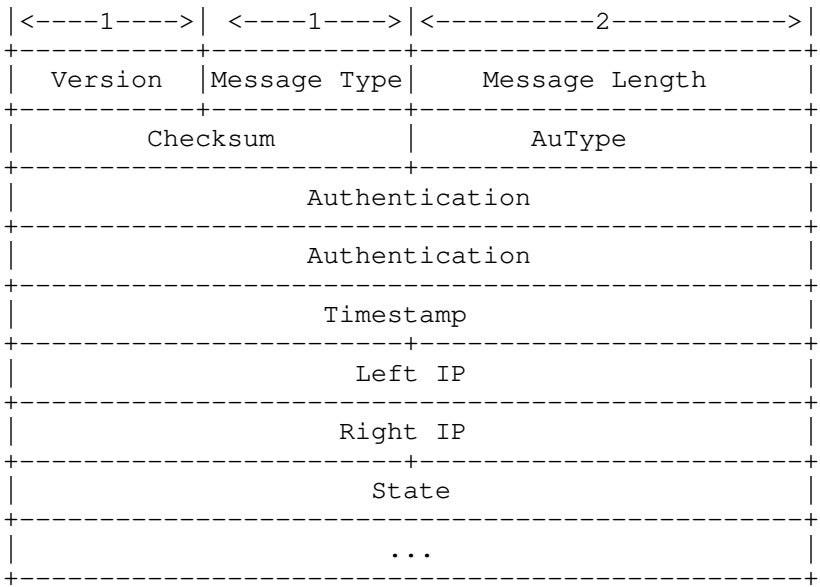 |<----1---->| <----1---->|<----------2----------->|
Version |Message Type| Message Length
Checksum | AuType
Authentication
Authentication
Timestamp
Left IP
Right IP
State
...